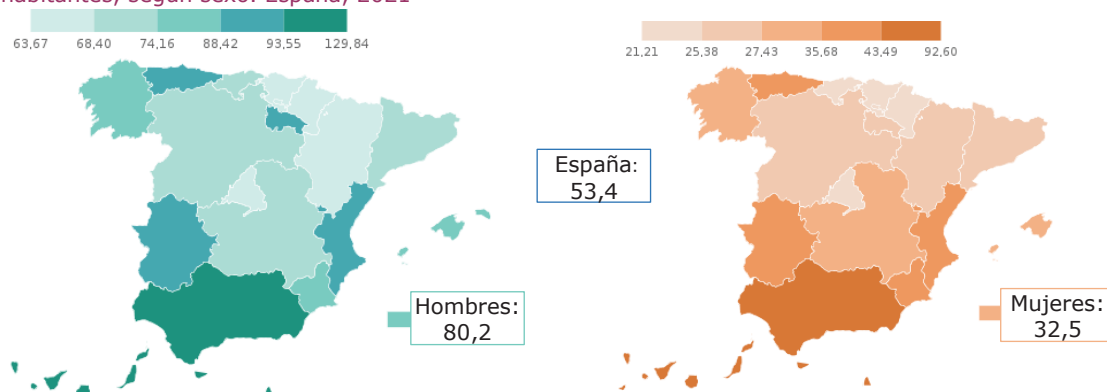 habitantes, según sexo. España, 2021
63,67 68,40 74,16 88,42 93,55 129,84
21,21 25,38 27,43 35,68 43,49 92,60
España:
53,4
Hombres:
80,2
Mujeres:
32,5